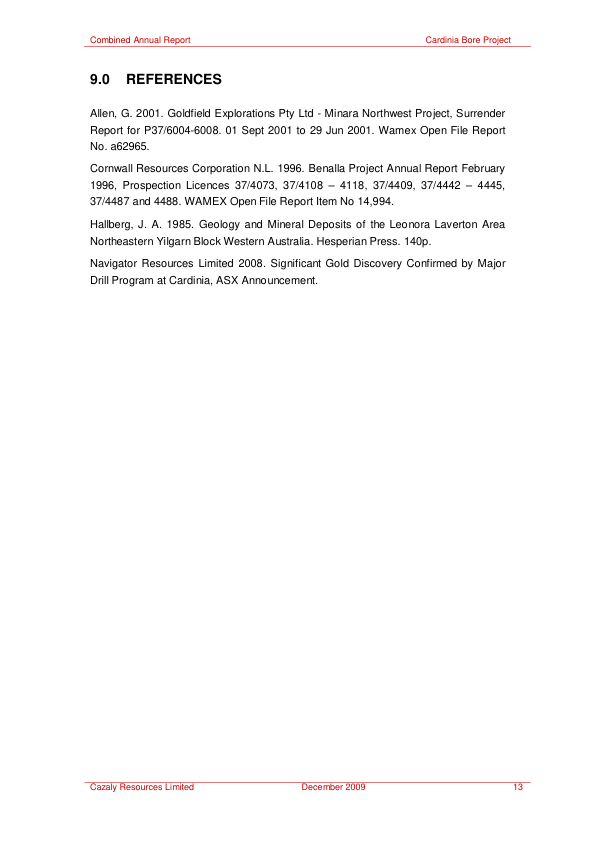 Combined Annual Report Cardinia Bore Project
9.0 REFERENCES
Allen, G. 2001. Goldfield Explorations Pty Ltd - Minara Northwest Project, Surrender
Report for P37/6004-6008. 01 Sept 2001 to 29 Jun 2001. Wamex Open File Report
No. a62965.
Cornwall Resources Corporation N.L. 1996. Benalla Project Annual Report February
1996, Prospection Licences 37/4073, 37/4108 – 4118, 37/4409, 37/4442 – 4445,
37/4487 and 4488. WAMEX Open File Report Item No 14,994.
Hallberg, J. A. 1985. Geology and Mineral Deposits of the Leonora Laverton Area
Northeastern Yilgarn Block Western Australia. Hesperian Press. 140p.
Navigator Resources Limited 2008. Significant Gold Discovery Confirmed by Major
Drill Program at Cardinia, ASX Announcement.
Cazaly Resources Limited December 2009 13